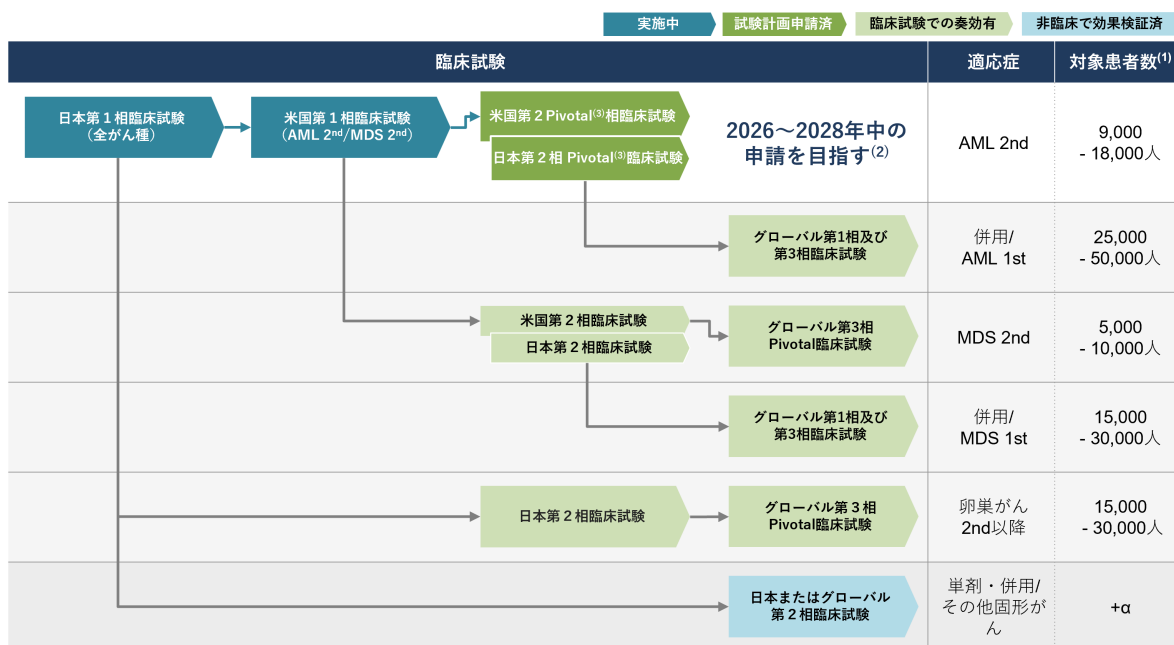 実施中
試験計画申請済
臨床試験での奏効有
非臨床で効果検証済
臨床試験
適応症
対象患者数(1)
日本第1相臨床試験
(全がん種)
米国第1相臨床試験
(AML 2nd/MDS 2nd)
米国第2 Pivotal(3)相臨床試験
日本第2相 Pivotal(3)臨床試験
2026～2028年中の
申請を目指す(2)
AML 2nd
9,000
- 18,000人
グローバル第1相及び
第3相臨床試験
併用/
AML 1st
25,000
- 50,000人
米国第2相臨床試験
日本第2相臨床試験
グローバル第3相
Pivotal臨床試験
MDS 2nd
5,000
- 10,000人
グローバル第1相及び
第3相臨床試験
併用/
MDS 1st
15,000
- 30,000人
日本第2相臨床試験
グローバル第3相
Pivotal臨床試験
卵巣がん
2nd以降
15,000
- 30,000人
日本またはグローバル
第2相臨床試験
単剤・併用/
その他固形が
ん
+α